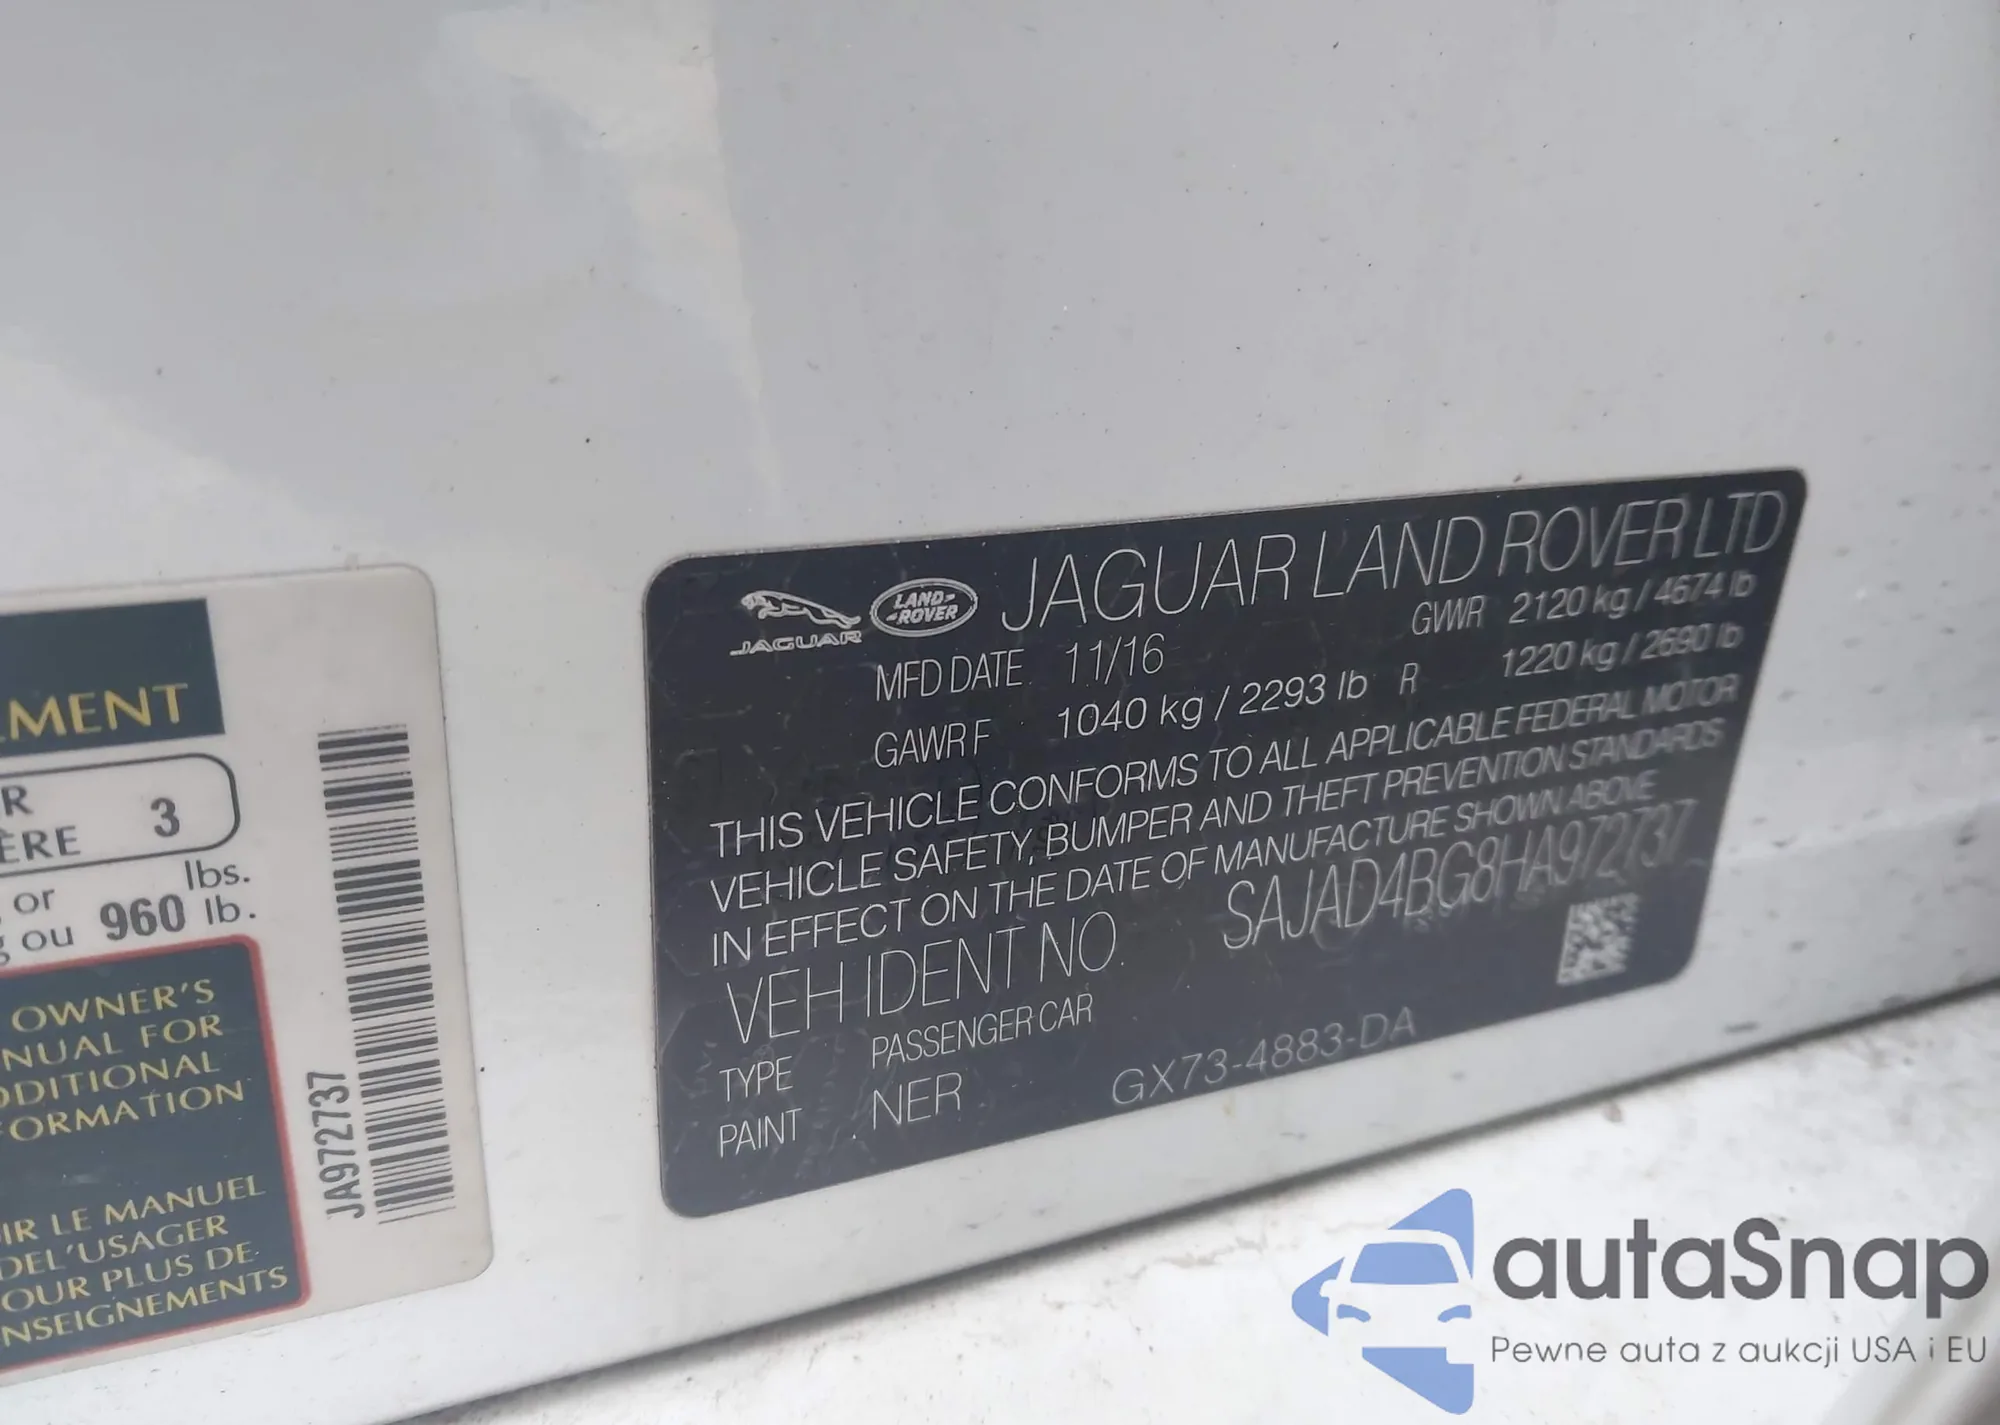 MENT
R
ÈRE 3
or lbs.
ou 960 lb.
OWNER'S
NUAL FOR
DDITIONAL
FORMATION
IR LE MANUEL
DEL'USAGER
OUR PLUS DE
NSEIGNEMENTS
JA972737
JAGUAR LAND-ROVER JAGUAR LAND ROVER LTD
MFD DATE 11/16 GVWR 2120 kg / 4674 lb
GAWR F 1040 kg / 2293 lb R 1220 kg / 2690 lb
THIS VEHICLE CONFORMS TO ALL APPLICABLE FEDERAL MOTOR
VEHICLE SAFETY, BUMPER AND THEFT PREVENTION STANDARDS
IN EFFECT ON THE DATE OF MANUFACTURE SHOWN ABOVE
VEH IDENT NO. SAJAD4BG8HA972737
TYPE PASSENGER CAR
PAINT . NER GX73-4883-DA
autaSnap
Pewne auta z aukcji USA i EU